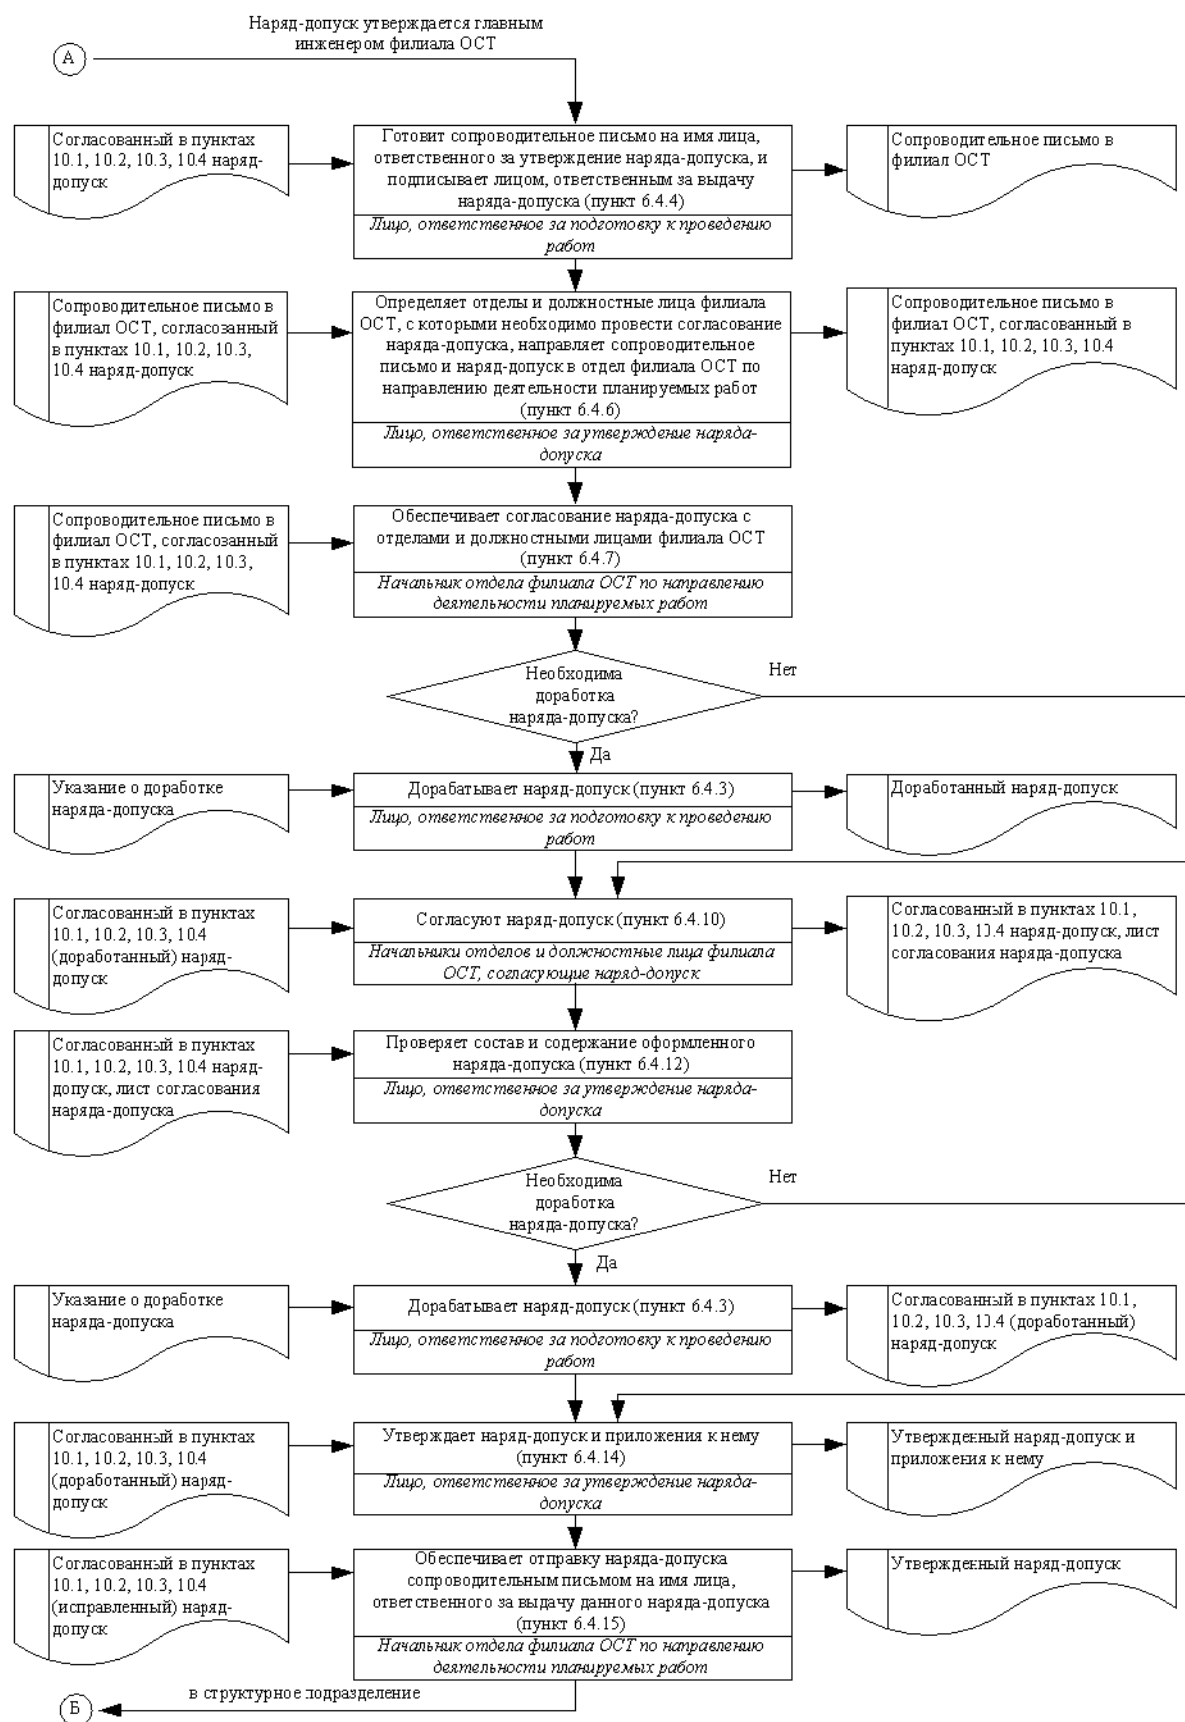 Наряд-допуск утверждается главным
инженером филиала ОСТ
А
Согласованный в пунктах
10.1, 10.2, 10.3, 10.4 наряд-
допуск
Готовит сопроводительное письмо на имя лица,
ответственного за утверждение наряда-допуска, и
подписывает лицом, ответственным за выдачу
наряда-допуска (пункт 6.4.4)
Лицо, ответственное за подготовку к проведению
работ
Сопроводительное письмо в
филиал ОСТ
Сопроводительное письмо в
филиал ОСТ, согласованный
в пунктах 10.1, 10.2, 10.3,
10.4 наряд-допуск
Определяет отделы и должностные лица филиала
ОСТ, с которыми необходимо провести согласование
наряда-допуска, направляет сопроводительное
письмо и наряд-допуск в отдел филиала ОСТ по
направлению деятельности планируемых работ
(пункт 6.4.6)
Лицо, ответственное за утверждение наряда-
допуска
Сопроводительное письмо в
филиал ОСТ, согласованный в
пунктах 10.1, 10.2, 10.3, 10.4
наряд-допуск
Сопроводительное письмо в
филиал ОСТ, согласованный
в пунктах 10.1, 10.2, 10.3,
10.4 наряд-допуск
Обеспечивает согласование наряда-допуска с
отделами и должностными лицами филиала ОСТ
(пункт 6.4.7)
Начальник отдела филиала ОСТ по направлению
деятельности планируемых работ
Необходима
доработка
наряда-допуска?
Нет
Да
Указание о доработке
наряда-допуска
Дорабатывает наряд-допуск (пункт 6.4.3)
Лицо, ответственное за подготовку к проведению
работ
Доработанный наряд-допуск
Согласованный в пунктах
10.1, 10.2, 10.3, 10.4
(доработанный) наряд-
допуск
Согласуют наряд-допуск (пункт 6.4.10)
Начальники отделов и должностные лица филиала
ОСТ, согласующие наряд-допуск
Согласованный в пунктах 10.1,
10.2, 10.3, 10.4 наряд-допуск, лист
согласования наряда-допуска
Согласованный в пунктах
10.1, 10.2, 10.3, 10.4 наряд-
допуск, лист согласования
наряда-допуска
Проверяет состав и содержание оформленного
наряда-допуска (пункт 6.4.12)
Лицо, ответственное за утверждение наряда-
допуска
Необходима
доработка
наряда-допуска?
Нет
Да
Указание о доработке
наряда-допуска
Дорабатывает наряд-допуск (пункт 6.4.3)
Лицо, ответственное за подготовку к проведению
работ
Согласованный в пунктах 10.1,
10.2, 10.3, 10.4 (доработанный)
наряд-допуск
Согласованный в пунктах
10.1, 10.2, 10.3, 10.4
(доработанный) наряд-
допуск
Утверждает наряд-допуск и приложения к нему
(пункт 6.4.14)
Лицо, ответственное за утверждение наряда-
допуска
Утвержденный наряд-допуск и
приложения к нему
Согласованный в пунктах
10.1, 10.2, 10.3, 10.4
(исправленный) наряд-
допуск
Обеспечивает отправку наряда-допуска
сопроводительным письмом на имя лица,
ответственного за выдачу данного наряда-допуска
(пункт 6.4.15)
Начальник отдела филиала ОСТ по направлению
деятельности планируемых работ
Утвержденный наряд-допуск
в структурное подразделение
Б